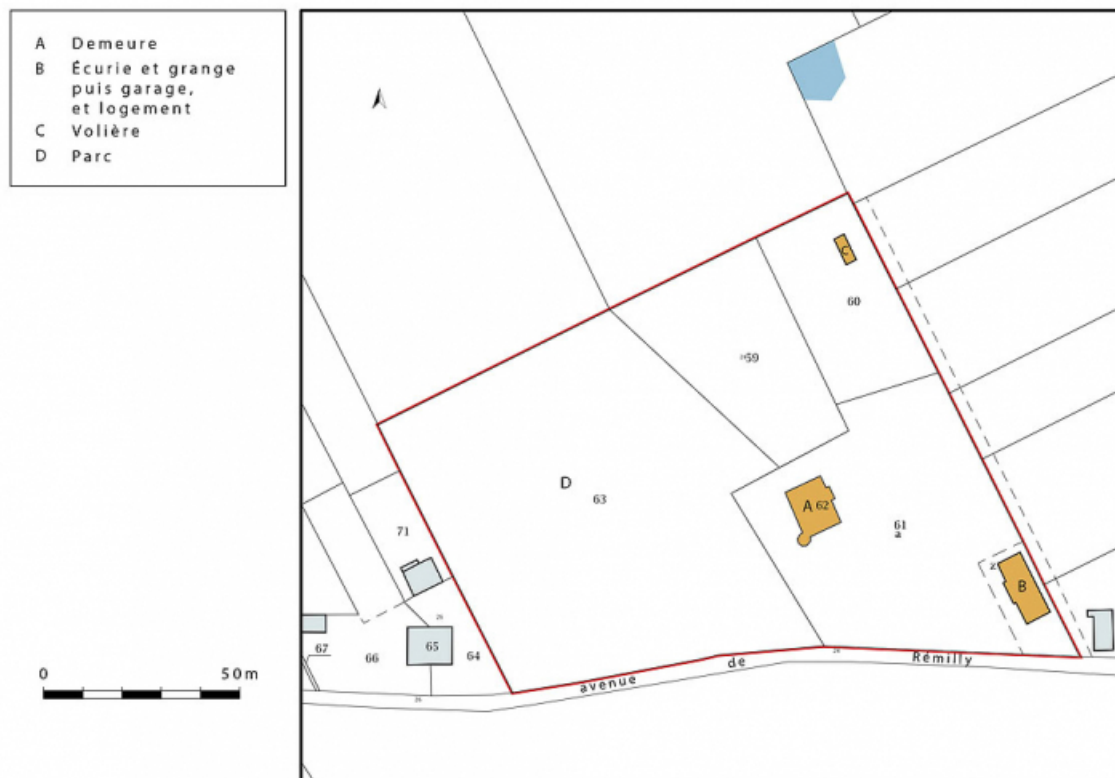 A Demeure
B Écurie et grange
puis garage,
et logement
C Volière
D Parc
C
60
59
D
63
A 62
61
a
B
71
65
64
66
67
0 50 m
avenue de Rémilly